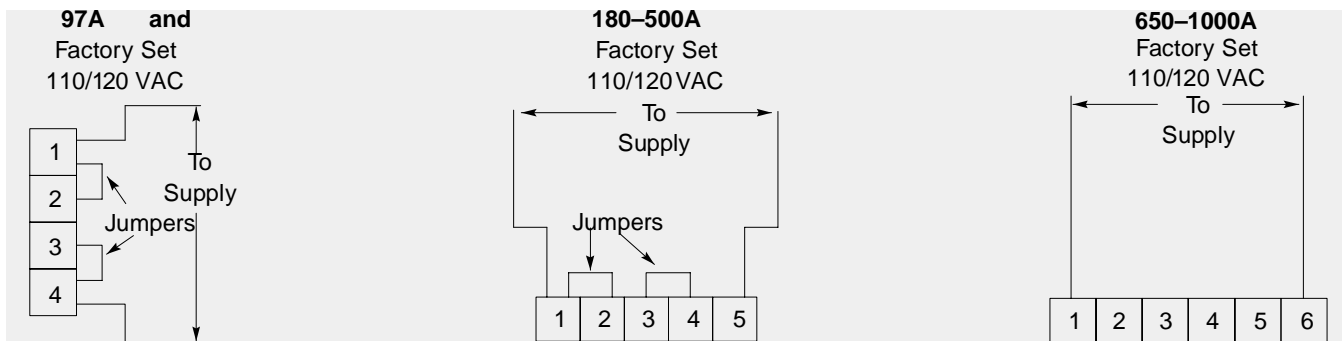 97A and
Factory Set
110/120 VAC
1
2
3
4
To
Supply
Jumpers
180–500A
Factory Set
110/120 VAC
To
Supply
Jumpers
1 2 3 4 5
650–1000A
Factory Set
110/120 VAC
To
Supply
1 2 3 4 5 6